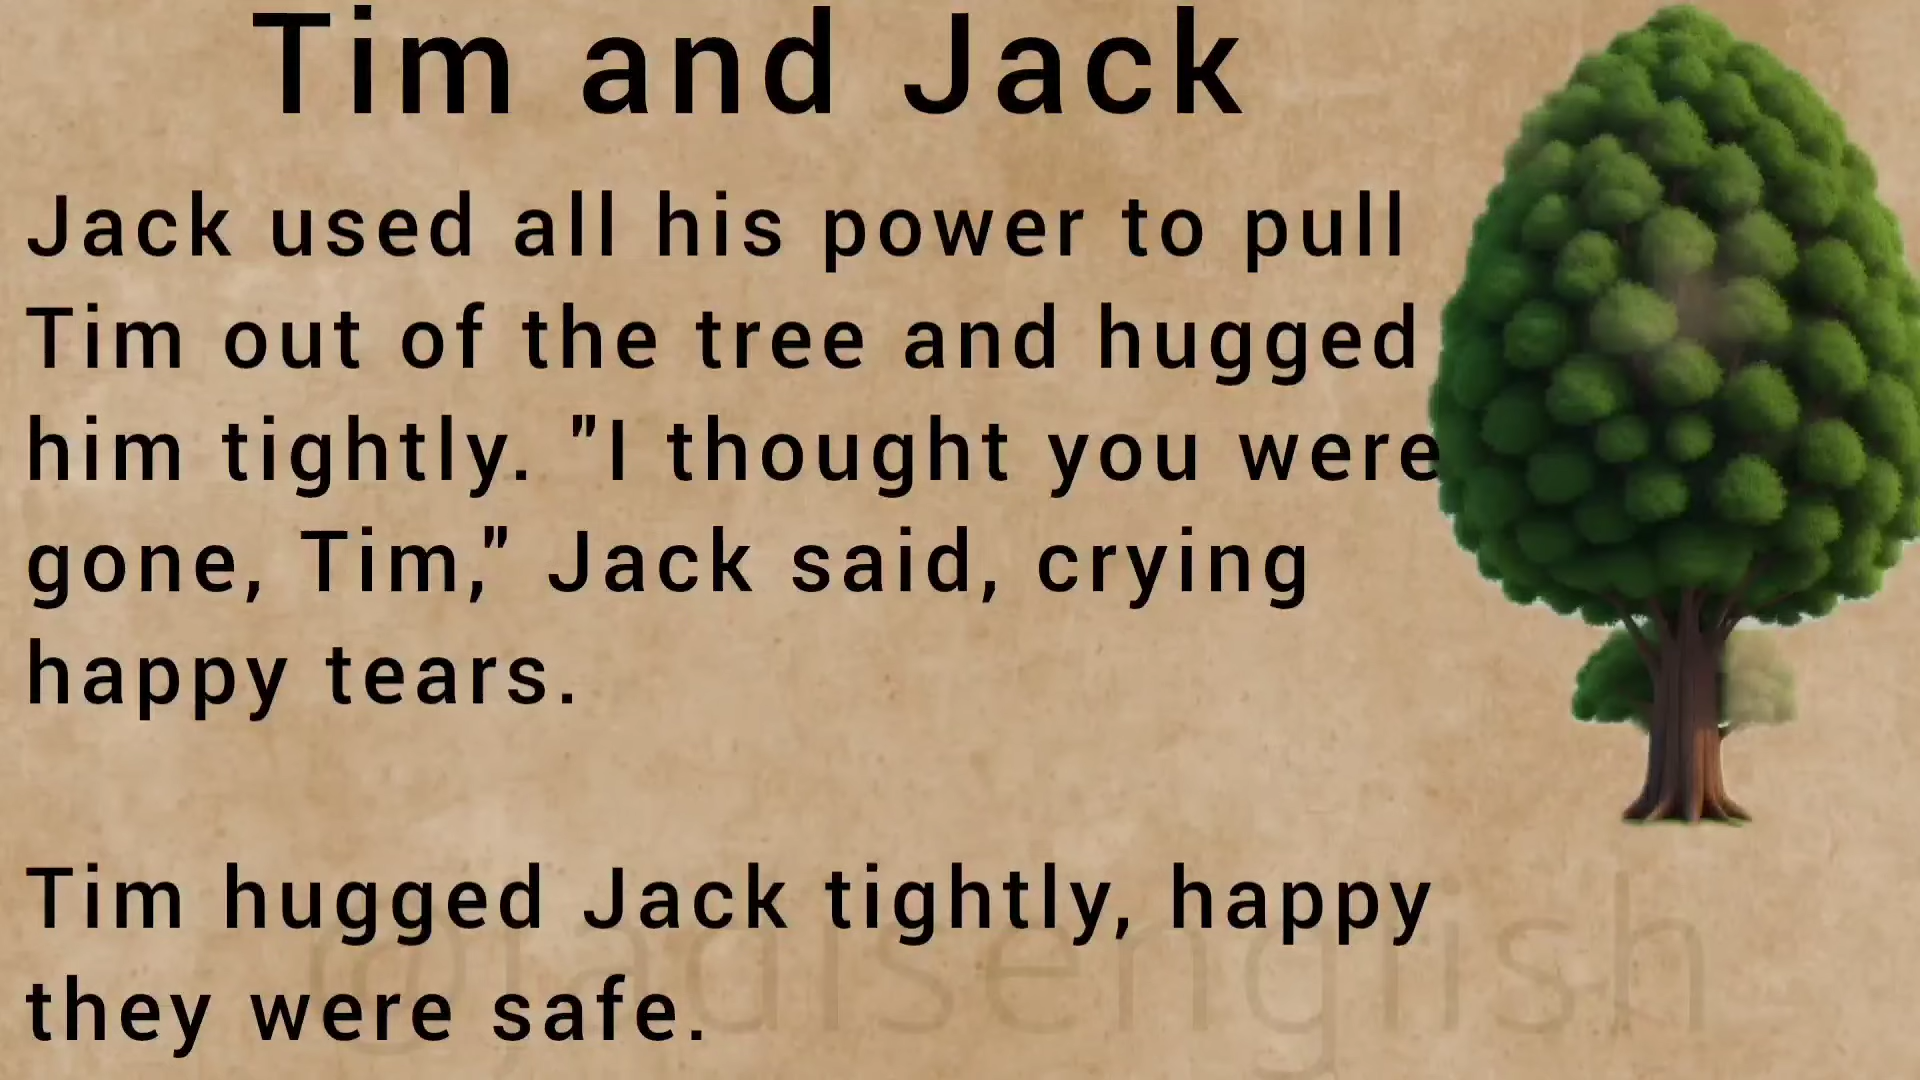 Tim and Jack
Jack used all his power to pull
Tim out of the tree and hugged
him tightly. "I thought you were
gone, Tim," Jack said, crying
happy tears.
Tim hugged Jack tightly, happy
they were safe.
@jadisenglish